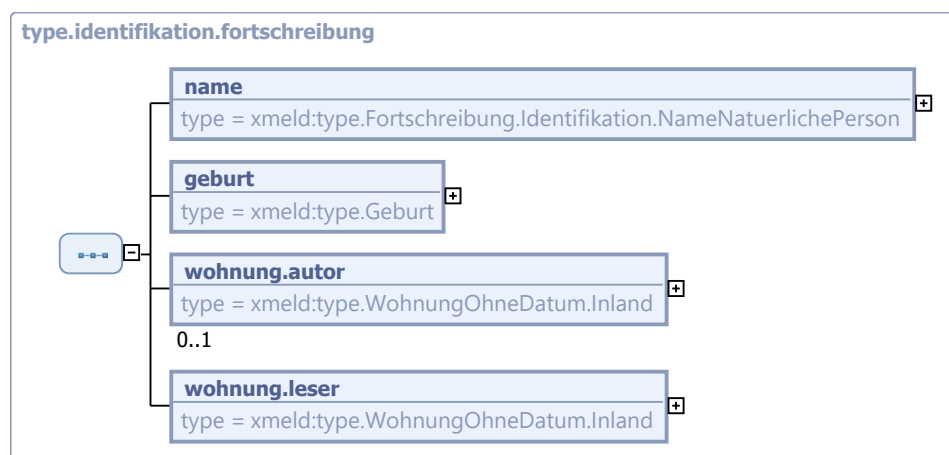 type.identifikation.fortschreibung
name
type = xmeld:type.Fortschreibung.Identifikation.NameNatuerlichePerson
geburt
type = xmeld:type.Geburt
wohnung.autor
type = xmeld:type.WohnungOhneDatum.Inland
0..1
wohnung.leser
type = xmeld:type.WohnungOhneDatum.Inland